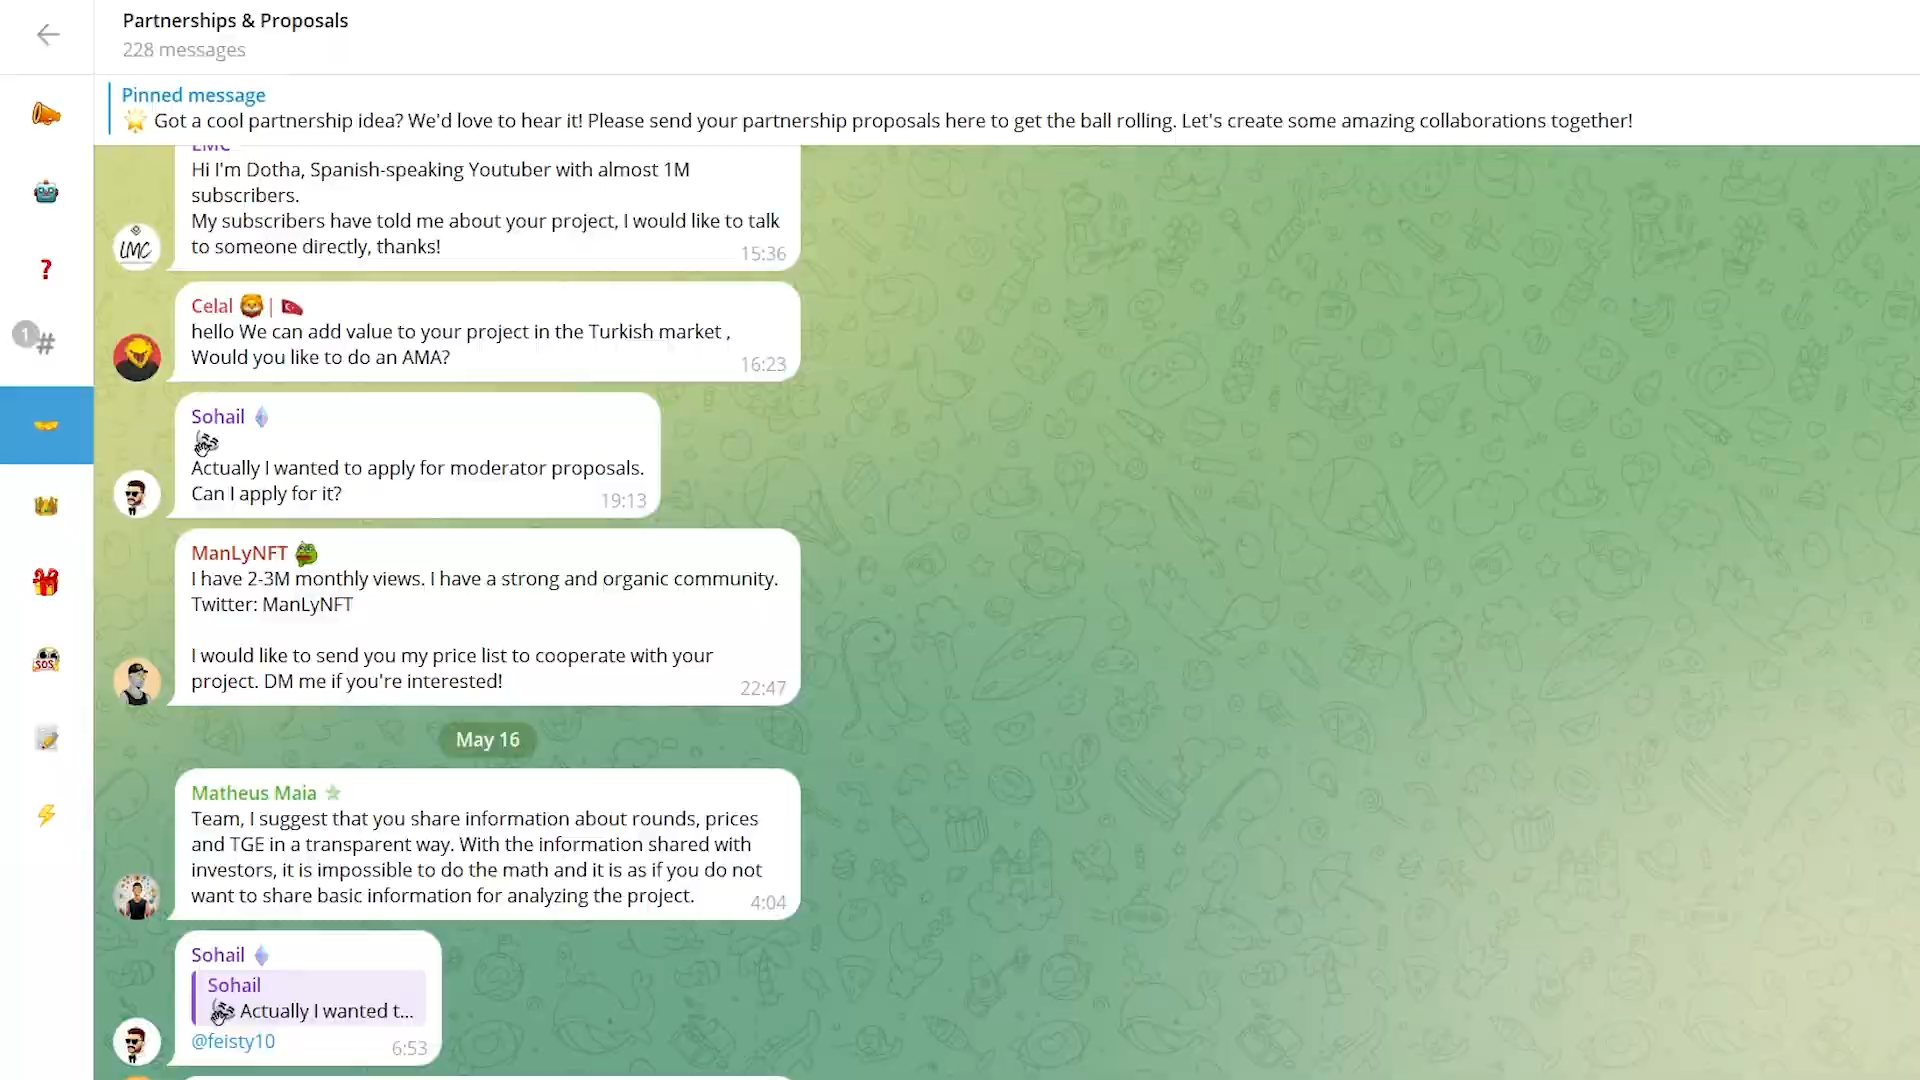 Partnerships & Proposals
228 messages
Pinned message
Got a cool partnership idea? We'd love to hear it! Please send your partnership proposals here to get the ball rolling. Let's create some amazing collaborations together!
LMC
Hi I'm Dotha, Spanish-speaking Youtuber with almost 1M
subscribers.
My subscribers have told me about your project, I would like to talk
to someone directly, thanks!
15:36
LMC
Celal |
hello We can add value to your project in the Turkish market ,
Would you like to do an AMA?
16:23
1
#
Sohail
Actually I wanted to apply for moderator proposals.
Can I apply for it?
19:13
ManLyNFT
I have 2-3M monthly views. I have a strong and organic community.
Twitter: ManLyNFT
I would like to send you my price list to cooperate with your
project. DM me if you're interested!
22:47
SOS
May 16
Matheus Maia
Team, I suggest that you share information about rounds, prices
and TGE in a transparent way. With the information shared with
investors, it is impossible to do the math and it is as if you do not
want to share basic information for analyzing the project.
4:04
Sohail
Sohail
Actually I wanted t...
@feisty10
6:53